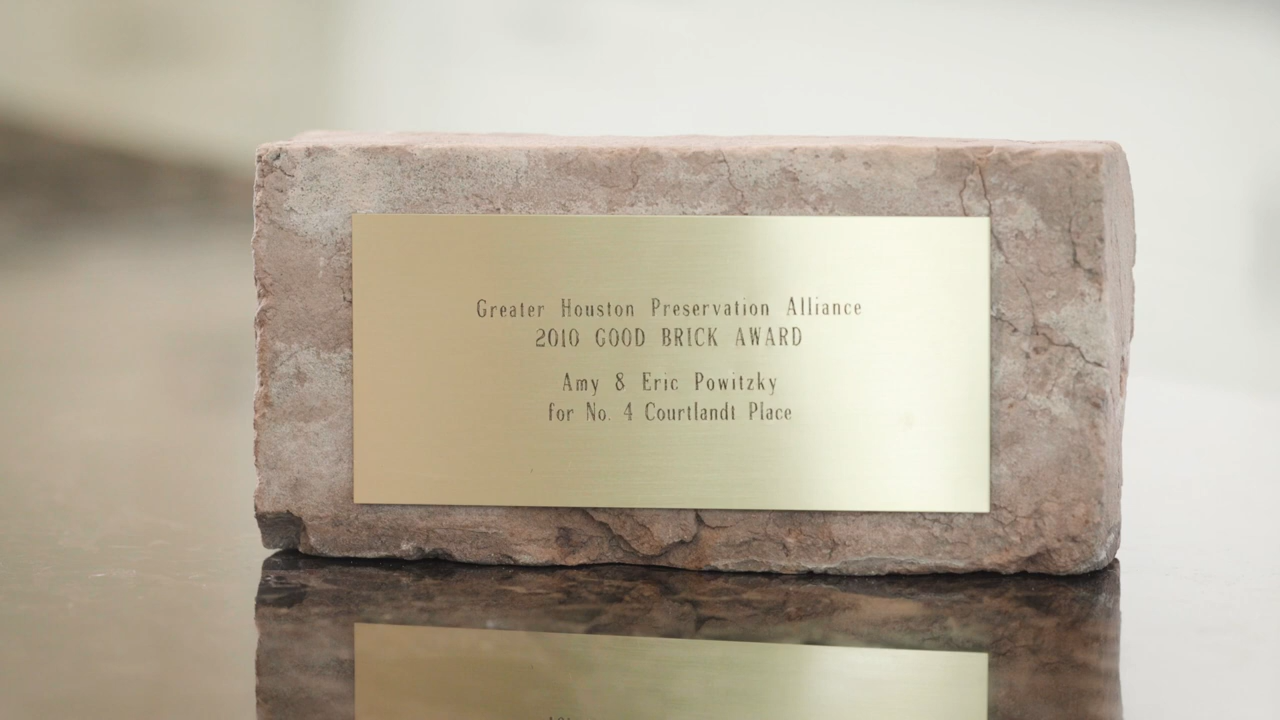 Greater Houston Preservation Alliance
2010 GOOD BRICK AWARD
Amy & Eric Powitzky
for No. 4 Courtlandt Place